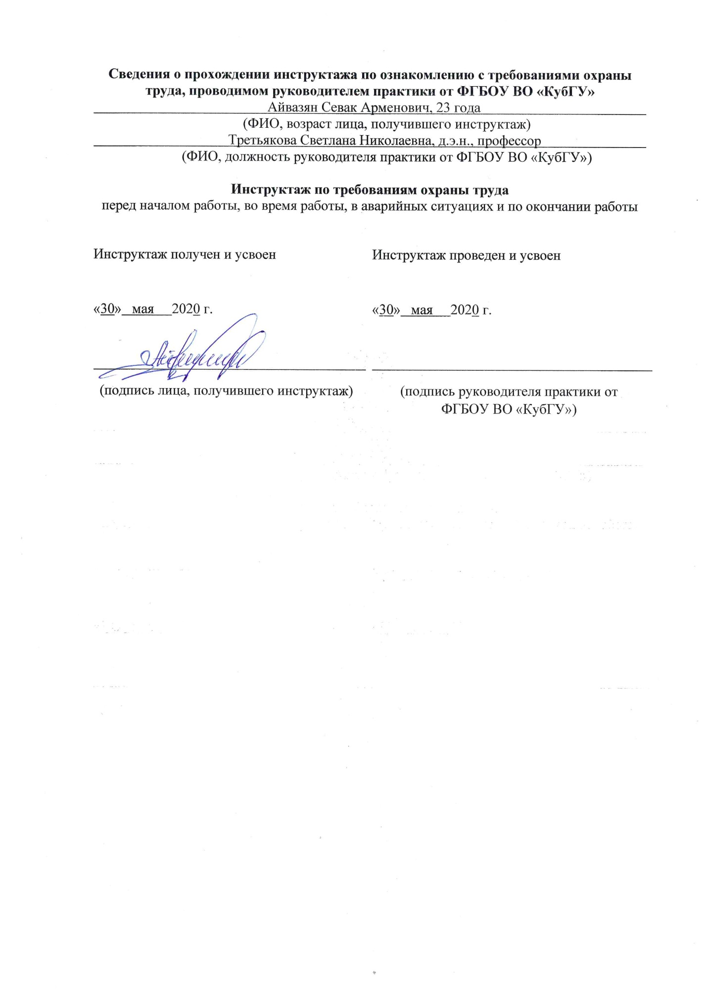 Сведения о прохождении инструктажа по ознакомлению с требованиями охраны
труда, проводимом руководителем практики от ФГБОУ ВО «КубГУ»
Айвазян Севак Арменович, 23 года
(ФИО, возраст лица, получившего инструктаж)
Третьякова Светлана Николаевна, д.э.н., профессор
(ФИО, должность руководителя практики от ФГБОУ ВО «КубГУ»)
Инструктаж по требованиям охраны труда
перед началом работы, во время работы, в аварийных ситуациях и по окончании работы
Инструктаж получен и усвоен
«30» мая 2020 г.
(подпись лица, получившего инструктаж)
Инструктаж проведен и усвоен
«30» мая 2020 г.
(подпись руководителя практики от
ФГБОУ ВО «КубГУ»)